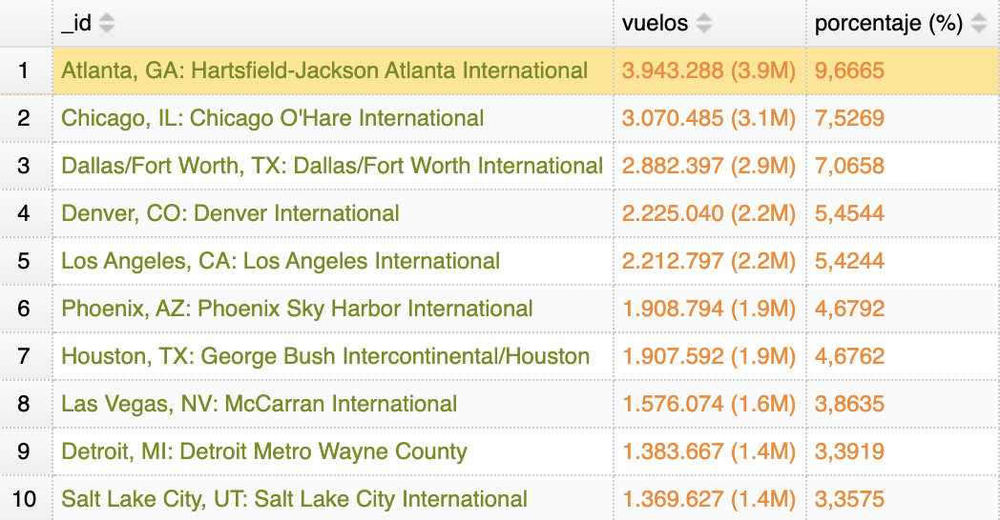 _id vuelos porcentaje (%)
1 Atlanta, GA: Hartsfield-Jackson Atlanta International 3.943.288 (3.9M) 9,6665
2 Chicago, IL: Chicago O'Hare International 3.070.485 (3.1M) 7,5269
3 Dallas/Fort Worth, TX: Dallas/Fort Worth International 2.882.397 (2.9M) 7,0658
4 Denver, CO: Denver International 2.225.040 (2.2M) 5,4544
5 Los Angeles, CA: Los Angeles International 2.212.797 (2.2M) 5,4244
6 Phoenix, AZ: Phoenix Sky Harbor International 1.908.794 (1.9M) 4,6792
7 Houston, TX: George Bush Intercontinental/Houston 1.907.592 (1.9M) 4,6762
8 Las Vegas, NV: McCarran International 1.576.074 (1.6M) 3,8635
9 Detroit, MI: Detroit Metro Wayne County 1.383.667 (1.4M) 3,3919
10 Salt Lake City, UT: Salt Lake City International 1.369.627 (1.4M) 3,3575